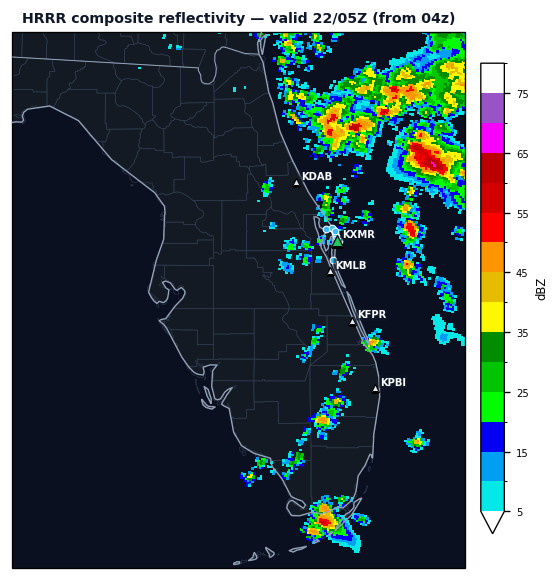 HRRR composite reflectivity — valid 22/05Z (from 04z)
KDAB
KXMR
KMLB
KFPR
KPBI
75
65
55
45
35
25
15
5
dBZ